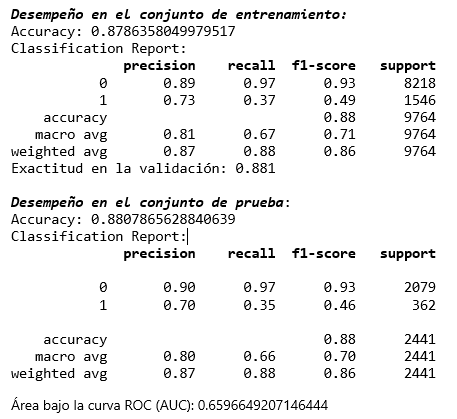 Desempeño en el conjunto de entrenamiento:
Accuracy: 0.8786358049979517
Classification Report:
precision recall f1-score support
0 0.89 0.97 0.93 8218
1 0.73 0.37 0.49 1546
accuracy 0.88 9764
macro avg 0.81 0.67 0.71 9764
weighted avg 0.87 0.88 0.86 9764
Exactitud en la validación: 0.881
Desempeño en el conjunto de prueba:
Accuracy: 0.8807865628840639
Classification Report:
precision recall f1-score support
0 0.90 0.97 0.93 2079
1 0.70 0.35 0.46 362
accuracy 0.88 2441
macro avg 0.80 0.66 0.70 2441
weighted avg 0.87 0.88 0.86 2441
Área bajo la curva ROC (AUC): 0.6596649207146444